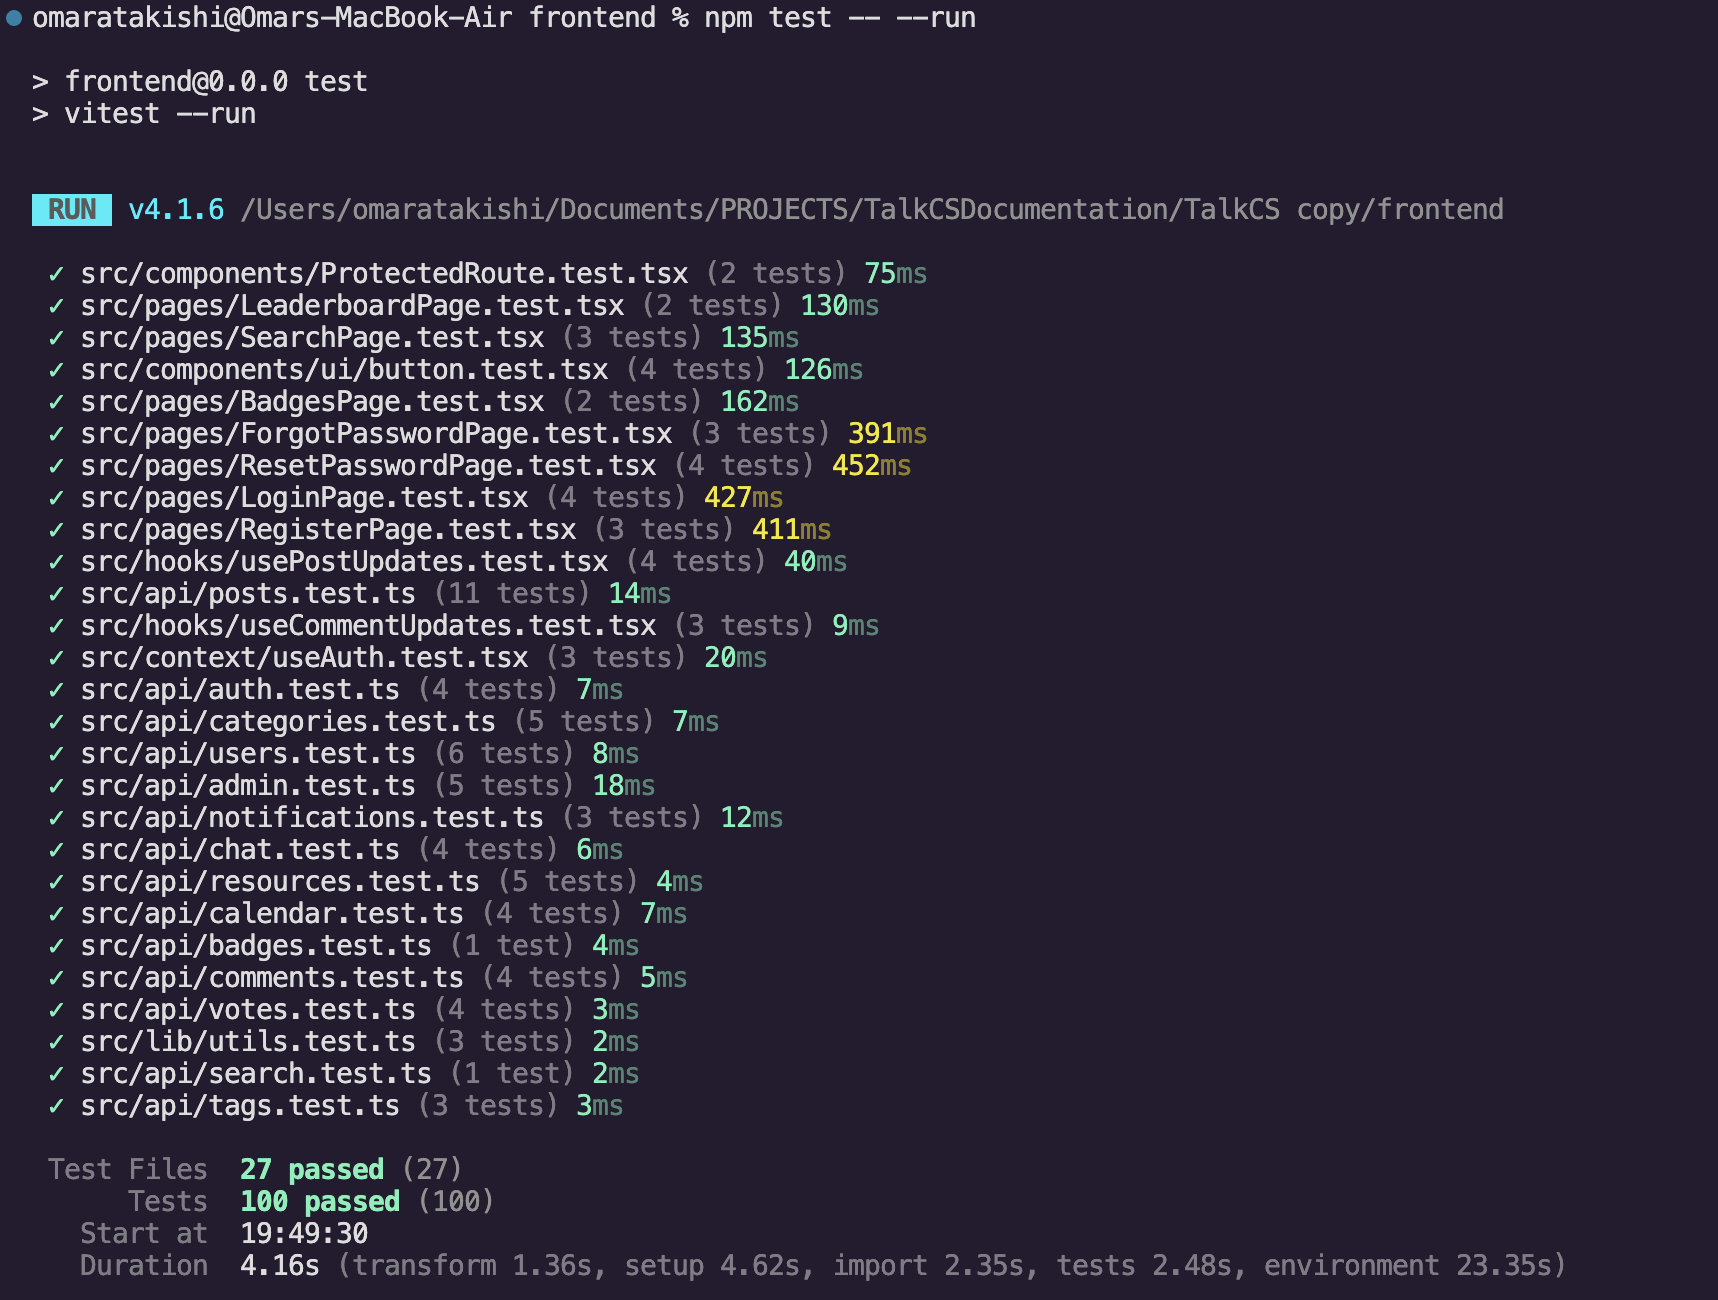 omaratakishi@Omars-MacBook-Air frontend % npm test -- --run
> frontend@0.0.0 test
> vitest --run
RUN v4.1.6 /Users/omaratakishi/Documents/PROJECTS/TalkCSDocumentation/TalkCS copy/frontend
✓ src/components/ProtectedRoute.test.tsx (2 tests) 75ms
✓ src/pages/LeaderboardPage.test.tsx (2 tests) 130ms
✓ src/pages/SearchPage.test.tsx (3 tests) 135ms
✓ src/components/ui/button.test.tsx (4 tests) 126ms
✓ src/pages/BadgesPage.test.tsx (2 tests) 162ms
✓ src/pages/ForgotPasswordPage.test.tsx (3 tests) 391ms
✓ src/pages/ResetPasswordPage.test.tsx (4 tests) 452ms
✓ src/pages/LoginPage.test.tsx (4 tests) 427ms
✓ src/pages/RegisterPage.test.tsx (3 tests) 411ms
✓ src/hooks/usePostUpdates.test.tsx (4 tests) 40ms
✓ src/api/posts.test.ts (11 tests) 14ms
✓ src/hooks/useCommentUpdates.test.tsx (3 tests) 9ms
✓ src/context/useAuth.test.tsx (3 tests) 20ms
✓ src/api/auth.test.ts (4 tests) 7ms
✓ src/api/categories.test.ts (5 tests) 7ms
✓ src/api/users.test.ts (6 tests) 8ms
✓ src/api/admin.test.ts (5 tests) 18ms
✓ src/api/notifications.test.ts (3 tests) 12ms
✓ src/api/chat.test.ts (4 tests) 6ms
✓ src/api/resources.test.ts (5 tests) 4ms
✓ src/api/calendar.test.ts (4 tests) 7ms
✓ src/api/badges.test.ts (1 test) 4ms
✓ src/api/comments.test.ts (4 tests) 5ms
✓ src/api/votes.test.ts (4 tests) 3ms
✓ src/lib/utils.test.ts (3 tests) 2ms
✓ src/api/search.test.ts (1 test) 2ms
✓ src/api/tags.test.ts (3 tests) 3ms
Test Files 27 passed (27)
Tests 100 passed (100)
Start at 19:49:30
Duration 4.16s (transform 1.36s, setup 4.62s, import 2.35s, tests 2.48s, environment 23.35s)